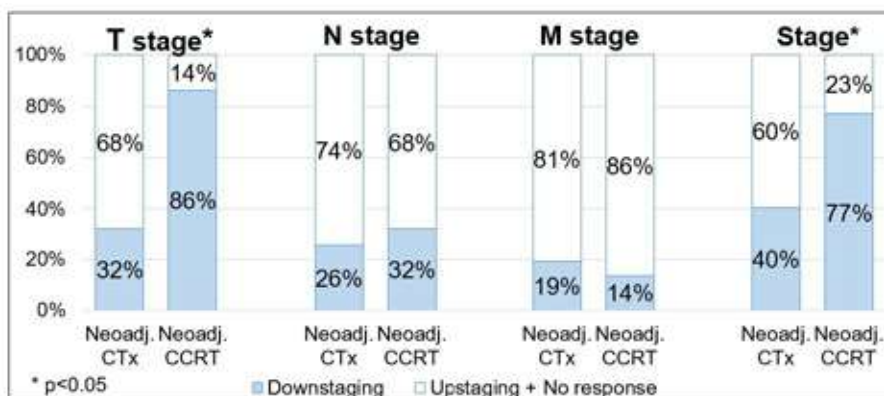 T stage* N stage M stage Stage*
100% 14% 23%
80%
68% 74% 68% 81% 86% 60%
60%
86% 77%
40%
40%
20% 32% 26% 32% 19% 14%
0%
Neoadj. Neoadj. Neoadj. Neoadj. Neoadj. Neoadj. Neoadj. Neoadj.
CTx CCRT CTx CCRT CTx CCRT CTx CCRT
* p<0.05 Downstaging Upstaging + No response